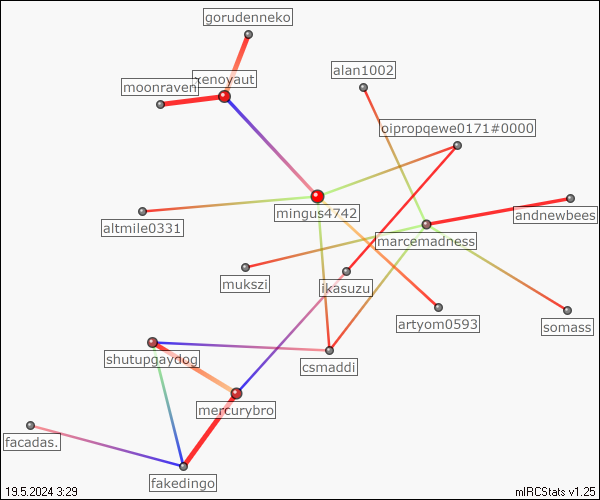 gorudenneko
alan1002
xenoyaut
moonraven
oipropqewe0171#0000
mingus4742
andnewbees
altmile0331
marcemadness
mukszi
ikasuzu
artyom0593
somass
shutupgaydog
csmaddi
mercurybro
facadas.
fakedingo
19.5.2024 3:29
mIRCStats v1.25